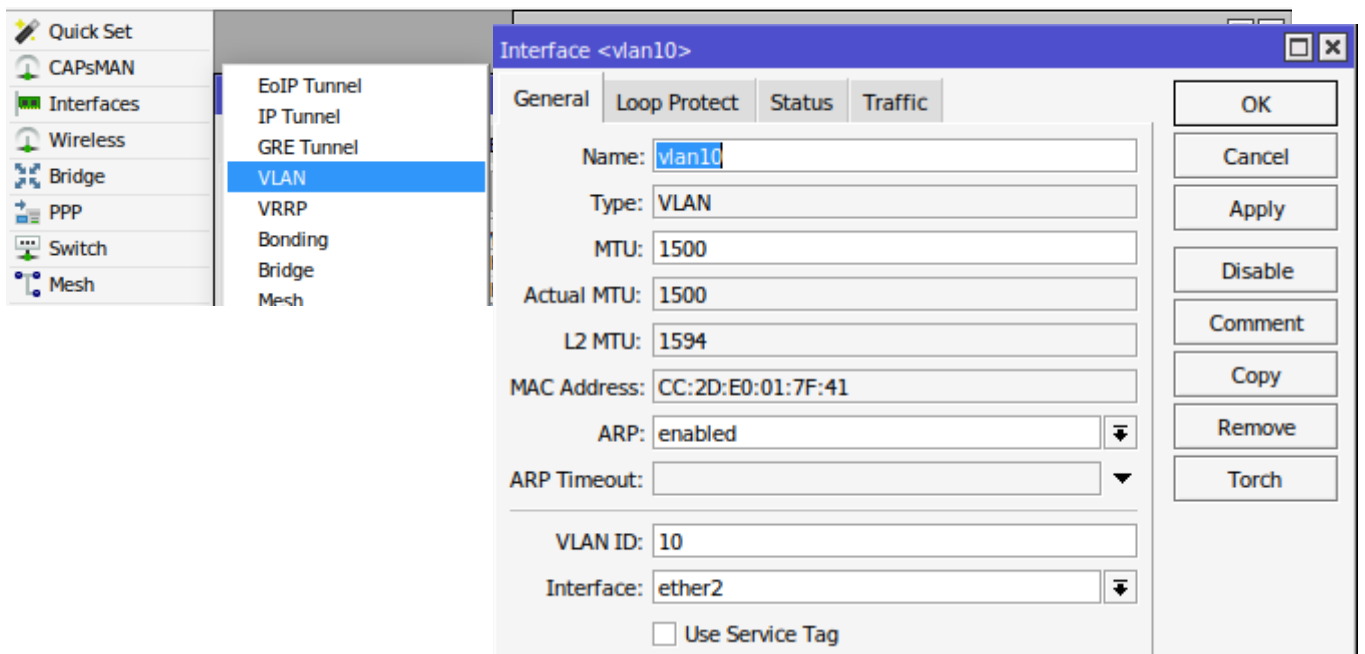 Quick Set
CAPsMAN
Interfaces
Wireless
Bridge
PPP
Switch
Mesh
EoIP Tunnel
IP Tunnel
GRE Tunnel
VLAN
VRRP
Bonding
Bridge
Mesh
Interface <vlan10>
General Loop Protect Status Traffic
Name: vlan10
Type: VLAN
MTU: 1500
Actual MTU: 1500
L2 MTU: 1594
MAC Address: CC:2D:E0:01:7F:41
ARP: enabled
ARP Timeout:
VLAN ID: 10
Interface: ether2
Use Service Tag
OK
Cancel
Apply
Disable
Comment
Copy
Remove
Torch